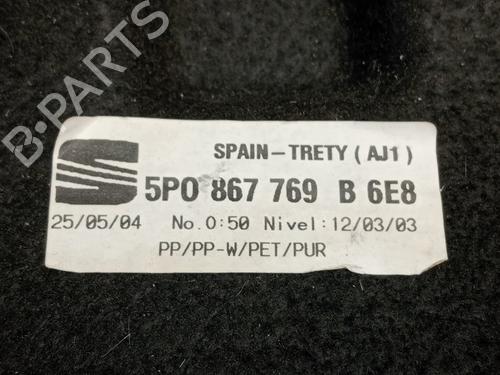 B-PARTS
SPAIN-TRETY (AJ1)
5P0 867 769 B 6E8
25/05/04 No.O:50 Nivel:12/03/03
PP/PP-W/PET/PUR